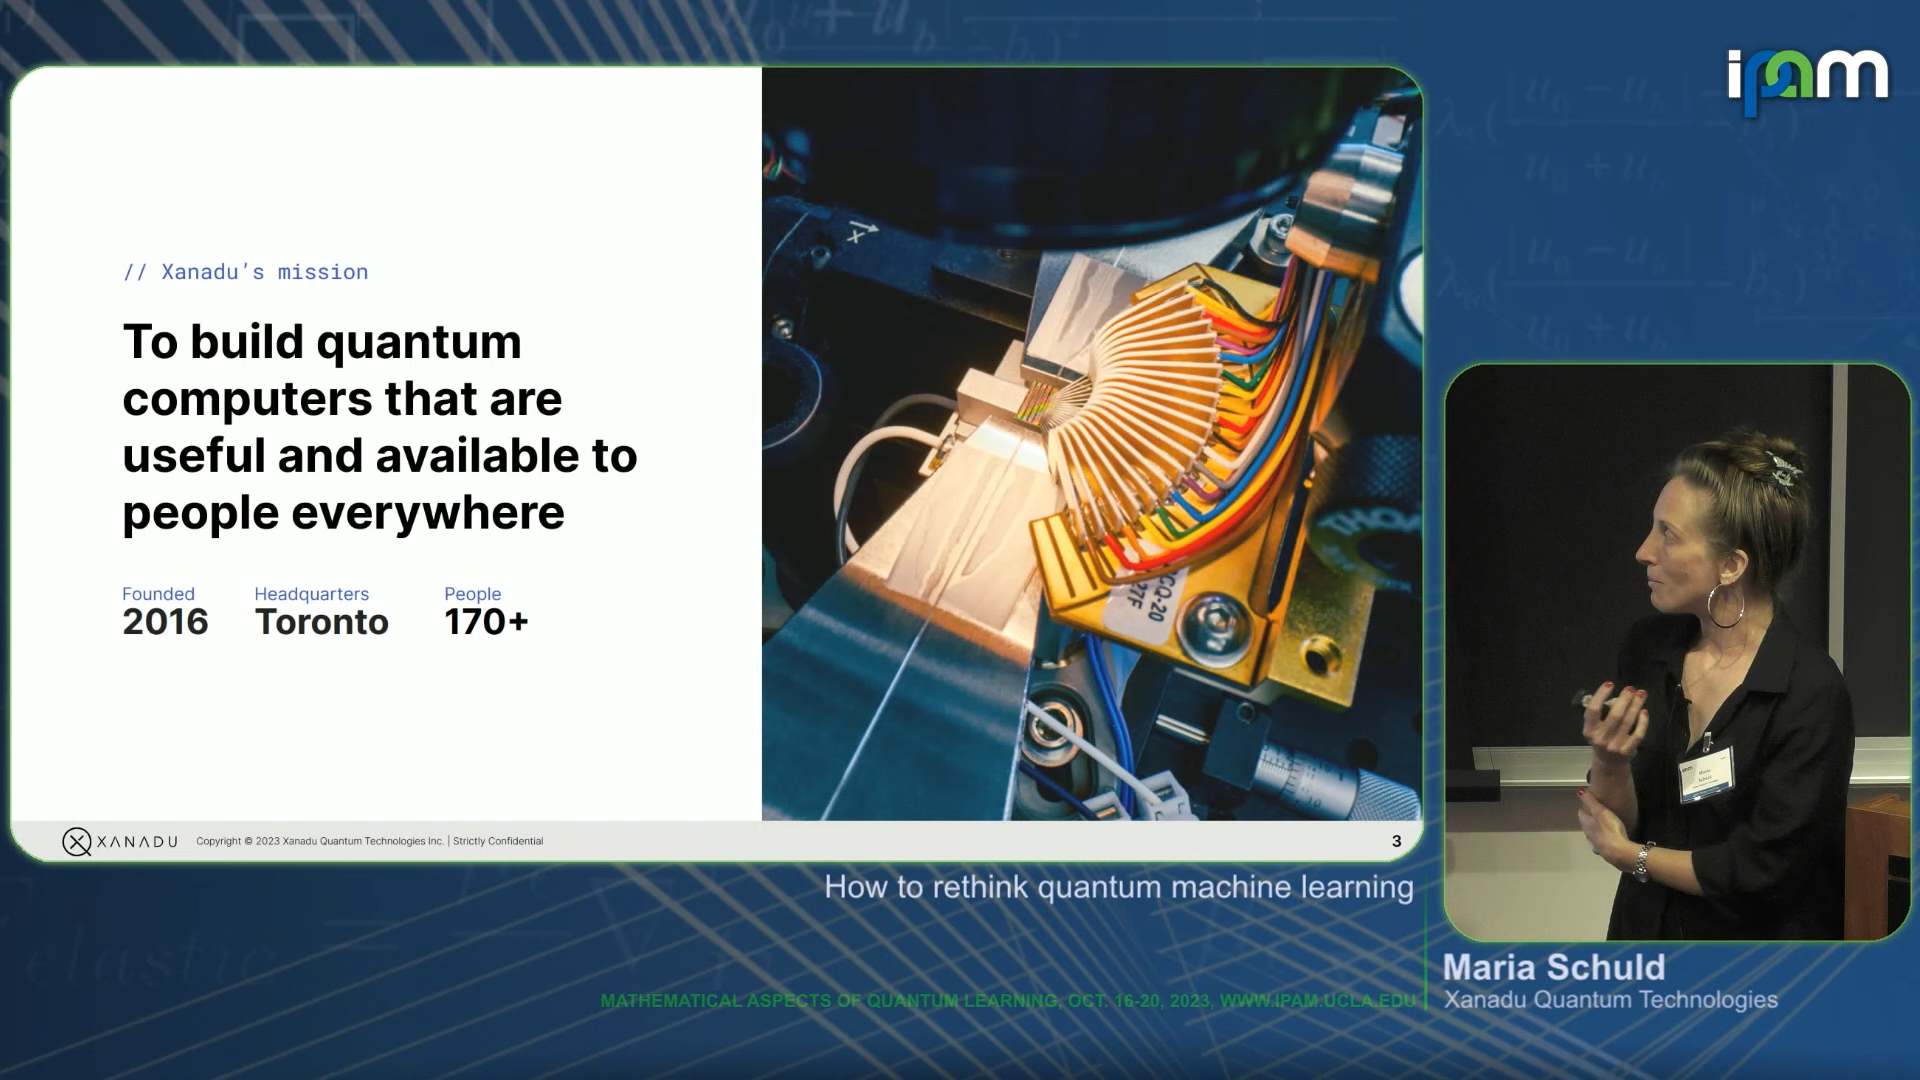 ipam
// Xanadu's mission
To build quantum
computers that are
useful and available to
people everywhere
Founded
2016
Headquarters
Toronto
People
170+
XANADU
Copyright © 2023 Xanadu Quantum Technologies Inc. | Strictly Confidential
3
How to rethink quantum machine learning
Maria Schuld
Xanadu Quantum Technologies
MATHEMATICAL ASPECTS OF QUANTUM LEARNING, OCT. 16-20, 2023, WWW.IPAM.UCLA.EDU